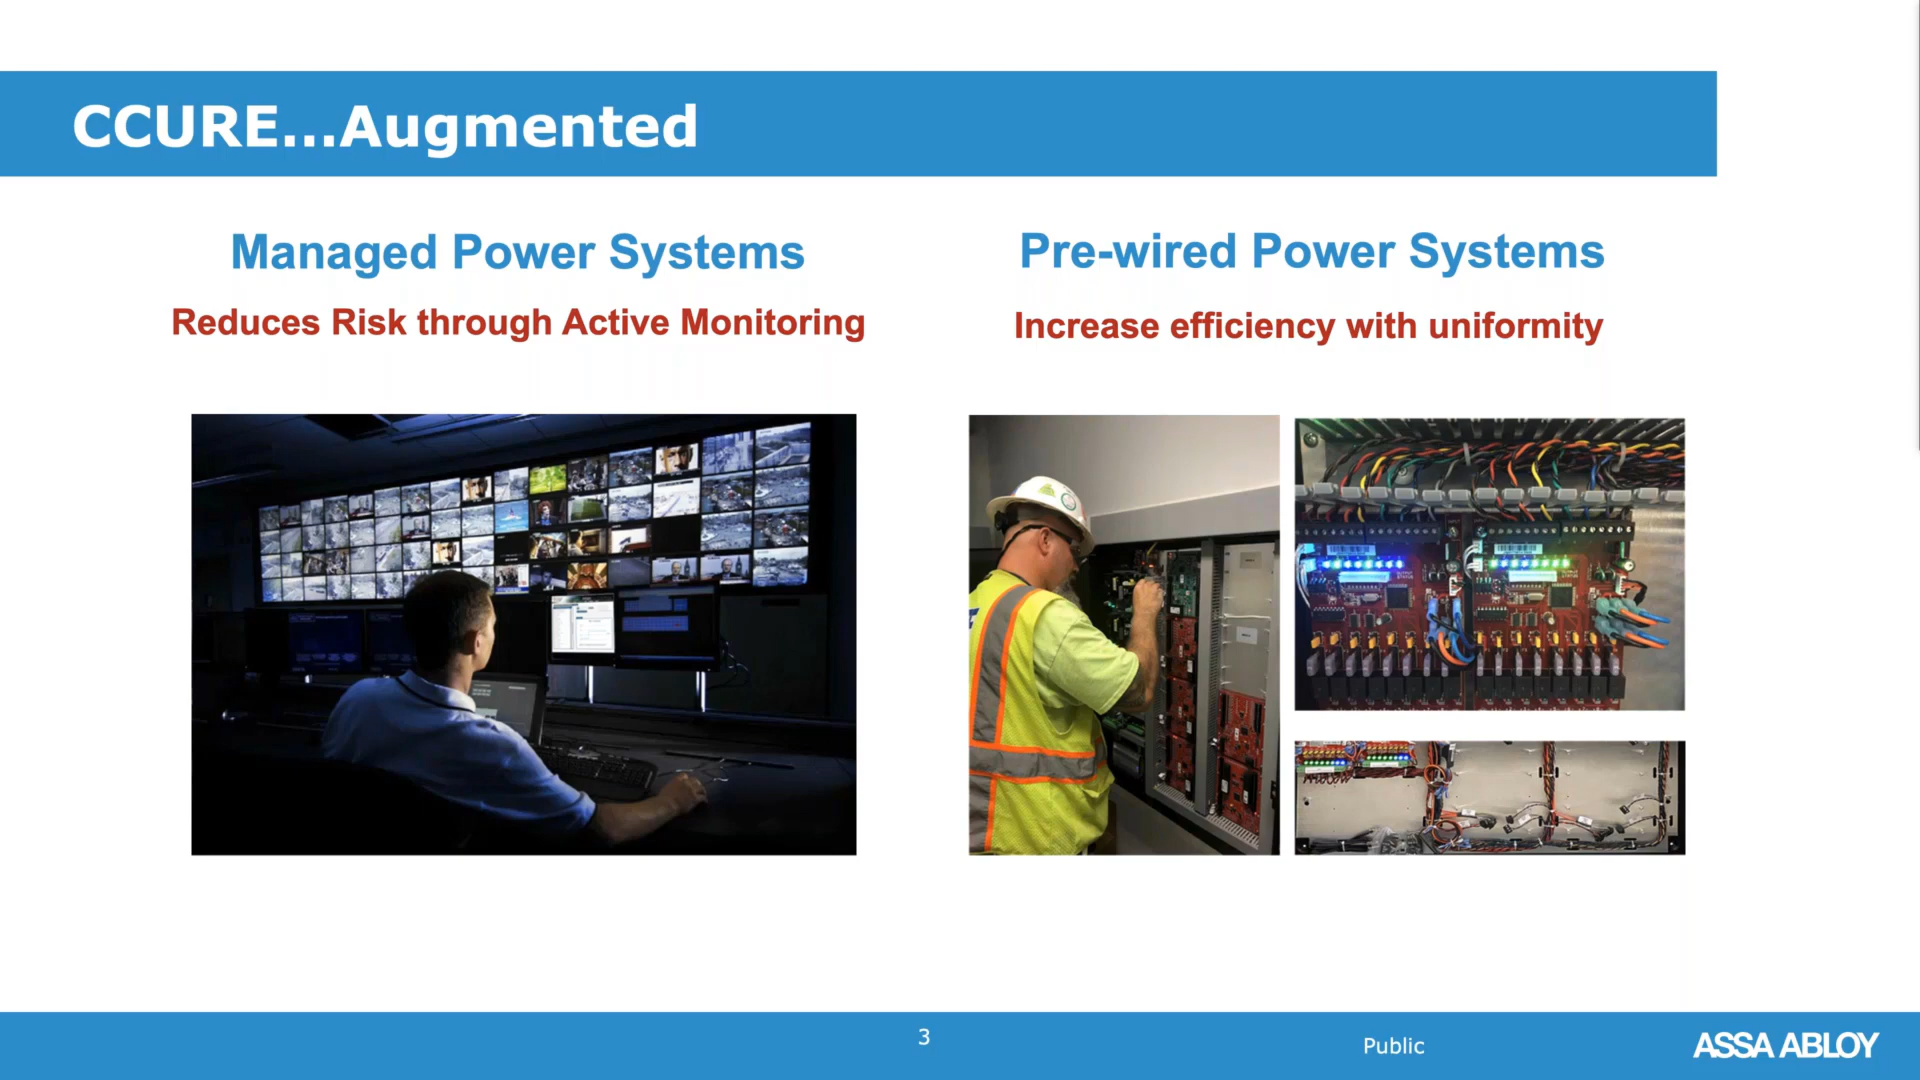 CCURE...Augmented
Managed Power Systems
Reduces Risk through Active Monitoring
Pre-wired Power Systems
Increase efficiency with uniformity
3
Public
ASSA ABLOY